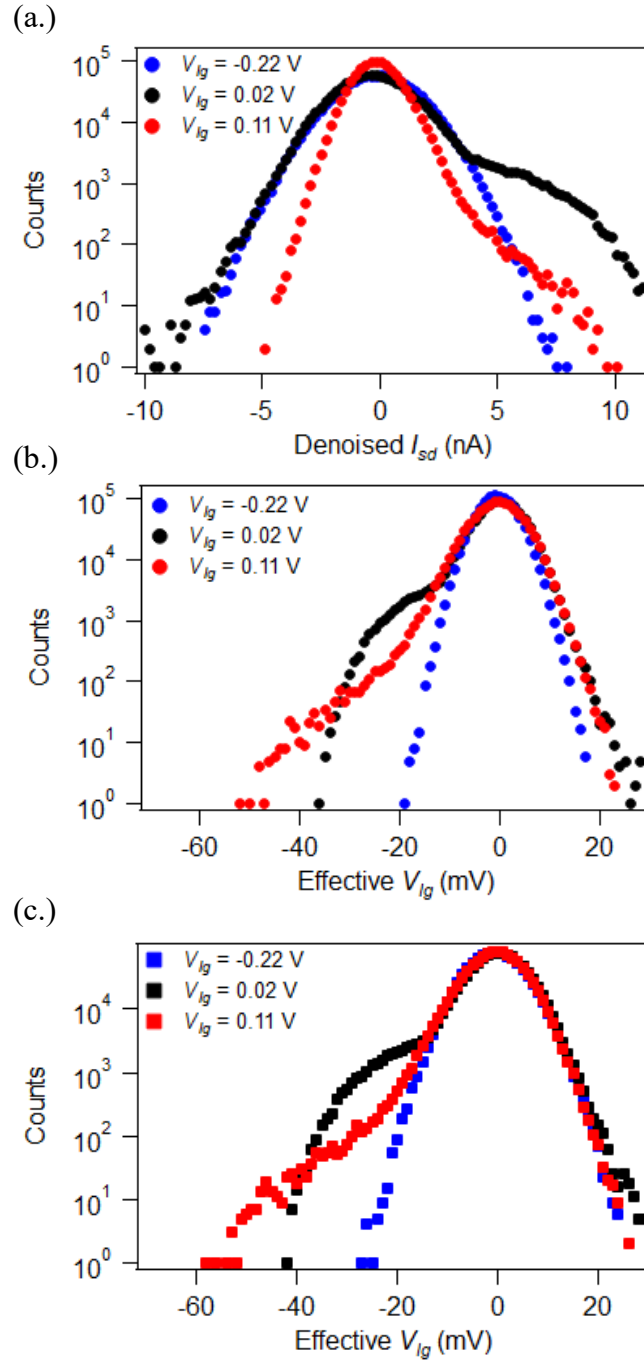 (a.)
10^5
10^4
10^3
10^2
10^1
10^0
Counts
V_lg = -0.22 V
V_lg = 0.02 V
V_lg = 0.11 V
-10 -5 0 5 10
Denoised I_sd (nA)
(b.)
10^5
10^4
10^3
10^2
10^1
10^0
Counts
V_lg = -0.22 V
V_lg = 0.02 V
V_lg = 0.11 V
-60 -40 -20 0 20
Effective V_lg (mV)
(c.)
10^4
10^3
10^2
10^1
10^0
Counts
V_lg = -0.22 V
V_lg = 0.02 V
V_lg = 0.11 V
-60 -40 -20 0 20
Effective V_lg (mV)